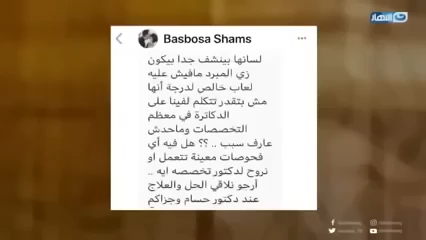 النهار
Basbosa Shams
لسانها بينشف جدا بيكون
زي المبرد مافيش عليه
لعاب خالص لدرجة أنها
مش بتقدر تتكلم لفينا على
الدكاترة في معظم
التخصصات وماحدش
عارف سبب .. ؟؟ هل فيه أي
فحوصات معينة تتعمل او
نروح لدكتور تخصصه ايه ..
أرجو نلاقي الحل والعلاج
عند دكتور حسام وجزاكم